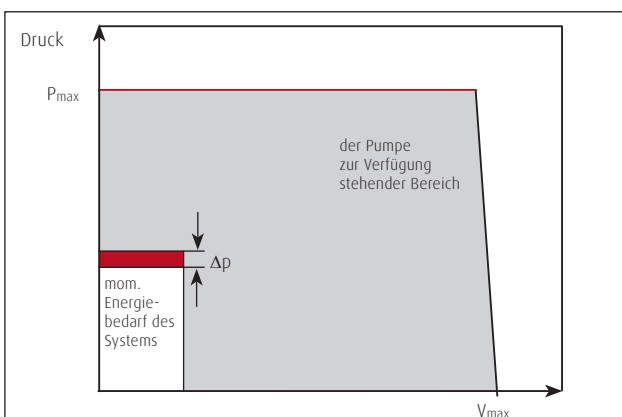 Druck
Pmax
der Pumpe
zur Verfügung
stehender Bereich
Δp
mom.
Energie-
bedarf des
Systems
Vmax